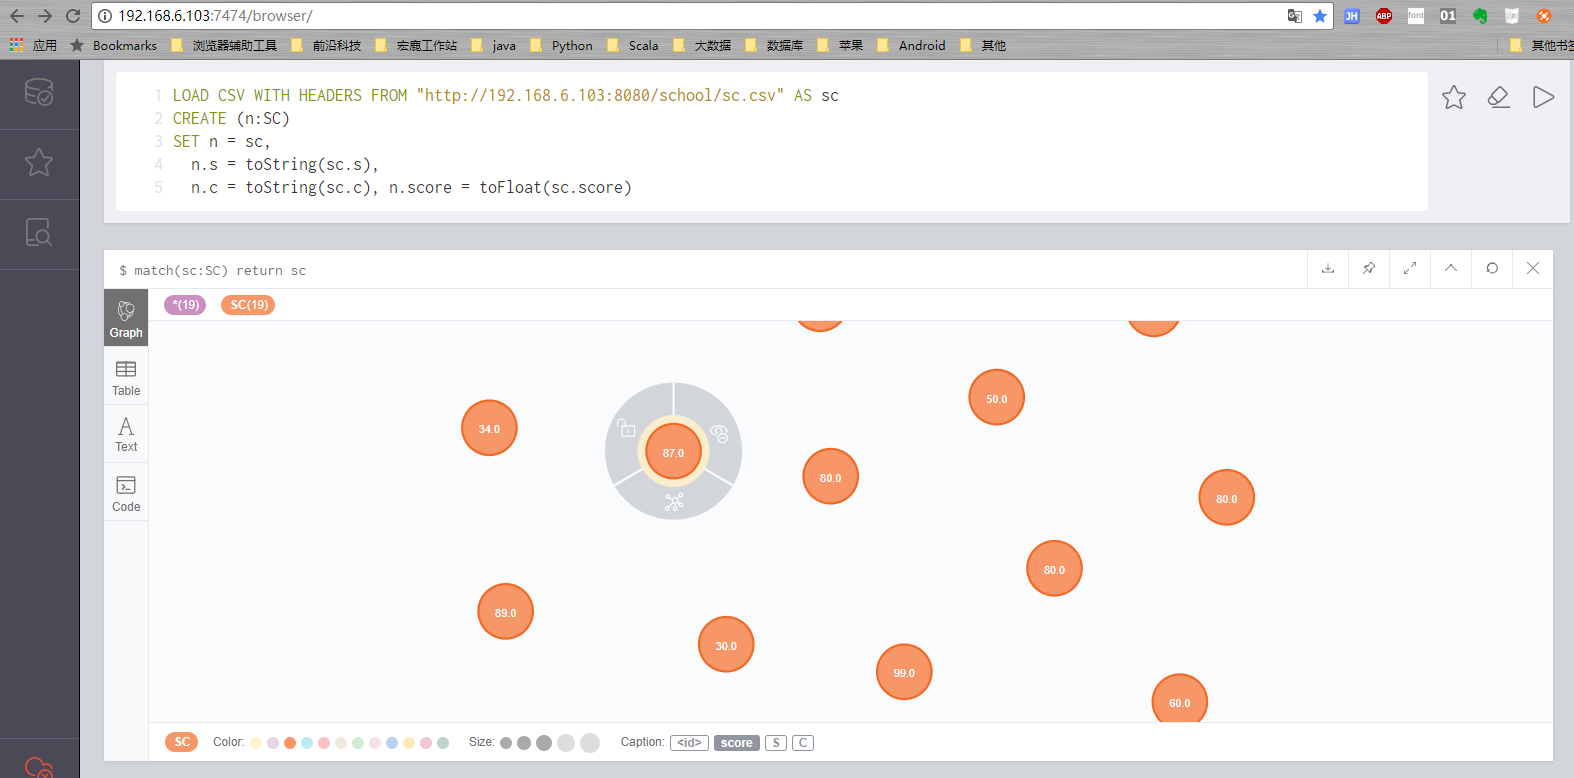 192.168.6.103:7474/browser/
JH ABP font 01
应用 Bookmarks 浏览器辅助工具 前沿科技 宏鹿工作站 java Python Scala 大数据 数据库 苹果 Android 其他 其他书签
1 LOAD CSV WITH HEADERS FROM "http://192.168.6.103:8080/school/sc.csv" AS sc
2 CREATE (n:SC)
3 SET n = sc,
4 n.s = toString(sc.s),
5 n.c = toString(sc.c), n.score = toFloat(sc.score)
$ match(sc:SC) return sc
*(19) SC(19)
Graph
Table
Text
Code
50.0
34.0
87.0
80.0
80.0
80.0
89.0
30.0
99.0
60.0
SC Color: Size: Caption: <id> score S C